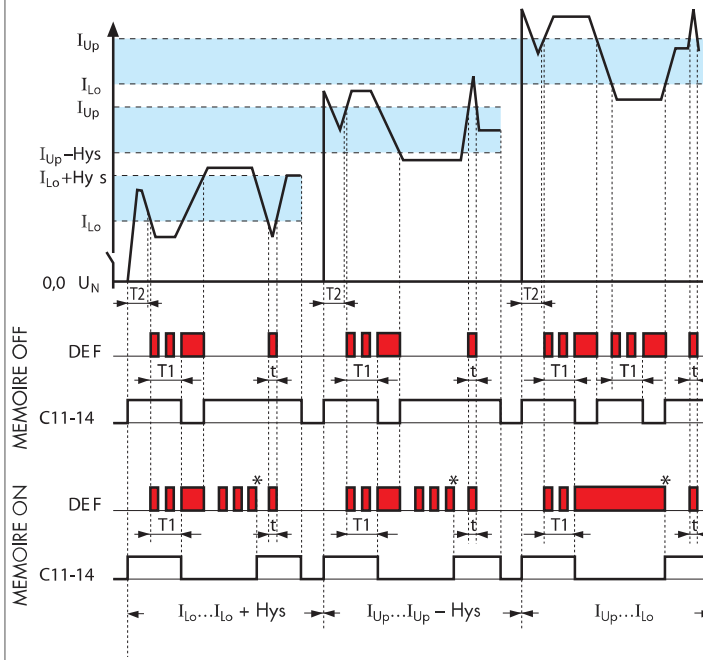 I_Up
I_Lo
I_Up
I_Up–Hys
I_Lo+Hy s
I_Lo
0,0 U_N
T2 T2 T2
MEMOIRE OFF
DEF
T1 t T1 t T1 T1 t
C11-14
MEMOIRE ON
* * *
DEF
T1 t T1 t T1 t
C11-14
I_Lo...I_Lo + Hys I_Up...I_Up – Hys I_Up...I_Lo